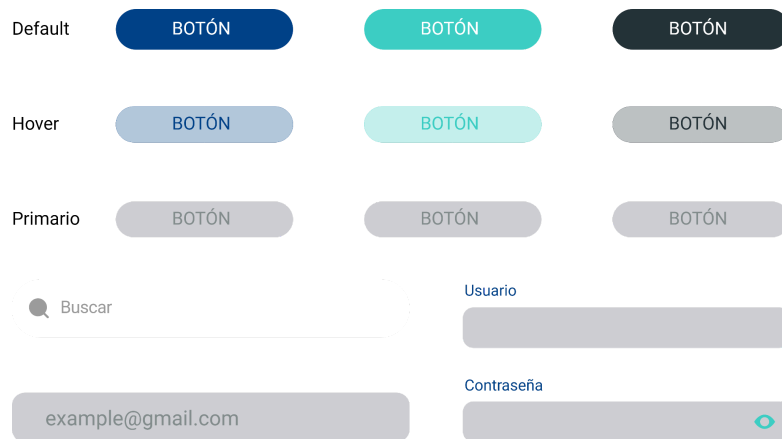 Default BOTÓN BOTÓN BOTÓN
Hover BOTÓN BOTÓN BOTÓN
Primario BOTÓN BOTÓN BOTÓN
Buscar
Usuario
Contraseña
example@gmail.com